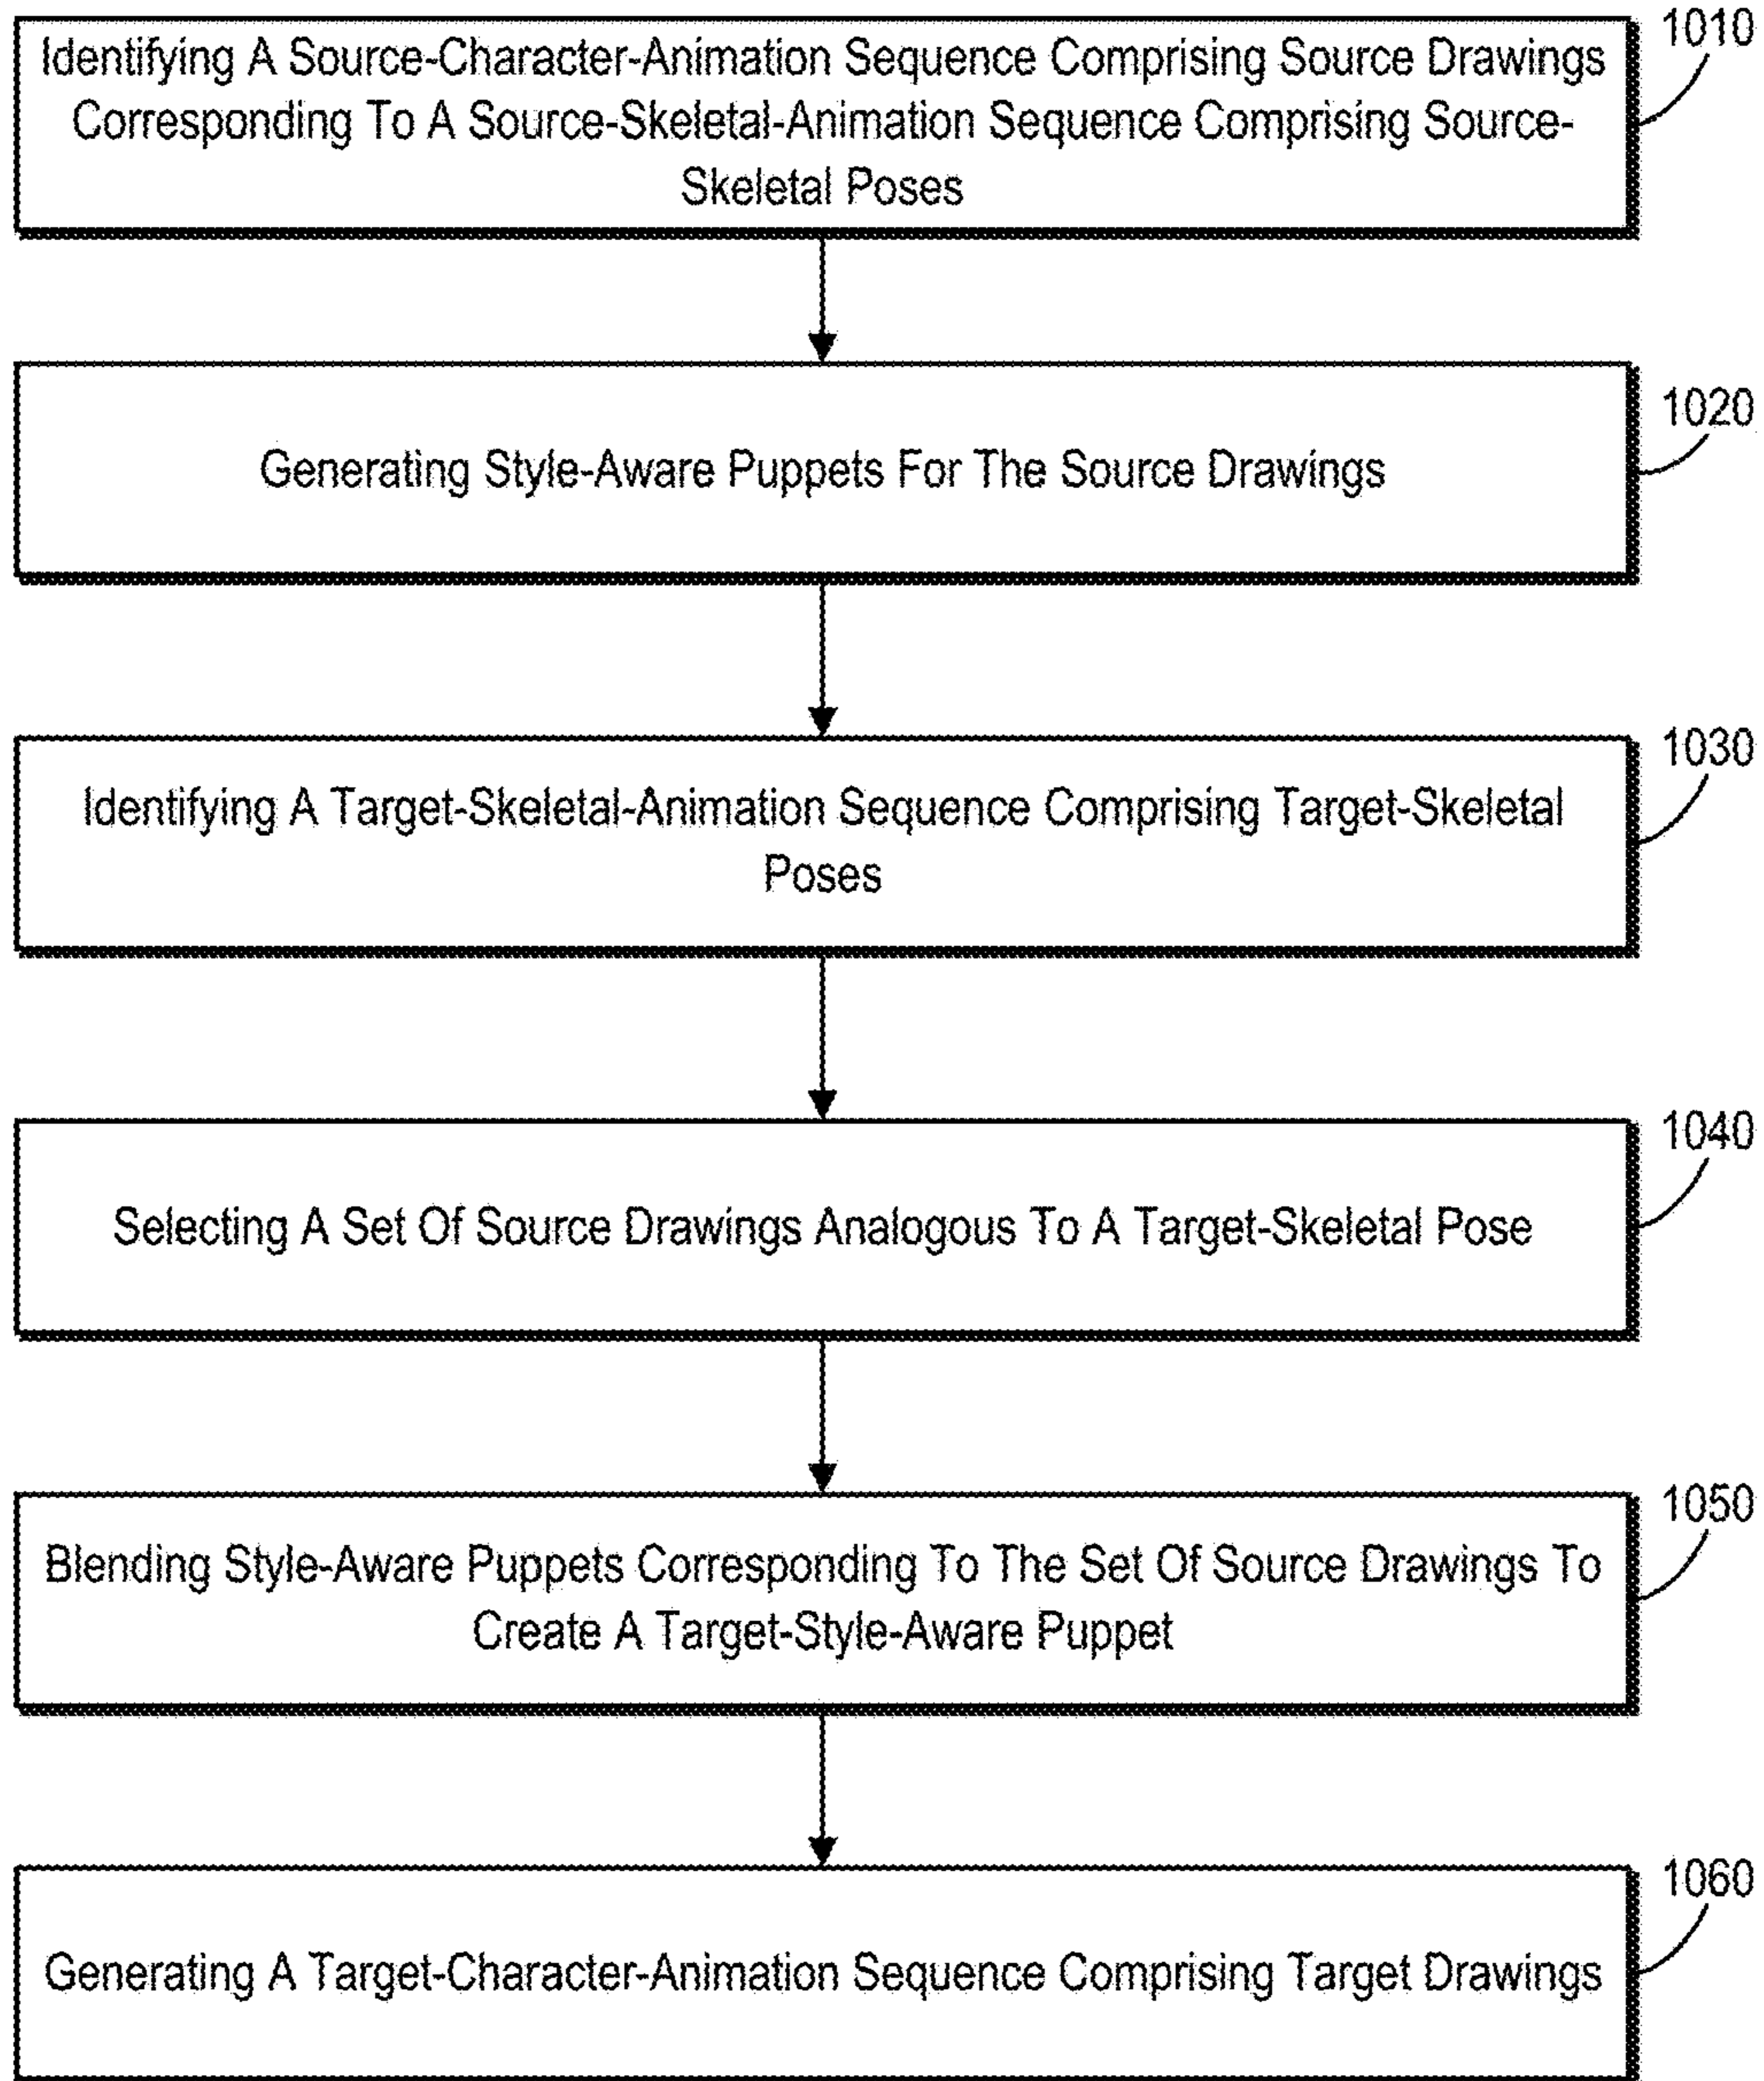 Identifying A Source-Character-Animation Sequence Comprising Source Drawings
Corresponding To A Source-Skeletal-Animation Sequence Comprising Source-
Skeletal Poses
1010
Generating Style-Aware Puppets For The Source Drawings
1020
Identifying A Target-Skeletal-Animation Sequence Comprising Target-Skeletal
Poses
1030
Selecting A Set Of Source Drawings Analogous To A Target-Skeletal Pose
1040
Blending Style-Aware Puppets Corresponding To The Set Of Source Drawings To
Create A Target-Style-Aware Puppet
1050
Generating A Target-Character-Animation Sequence Comprising Target Drawings
1060